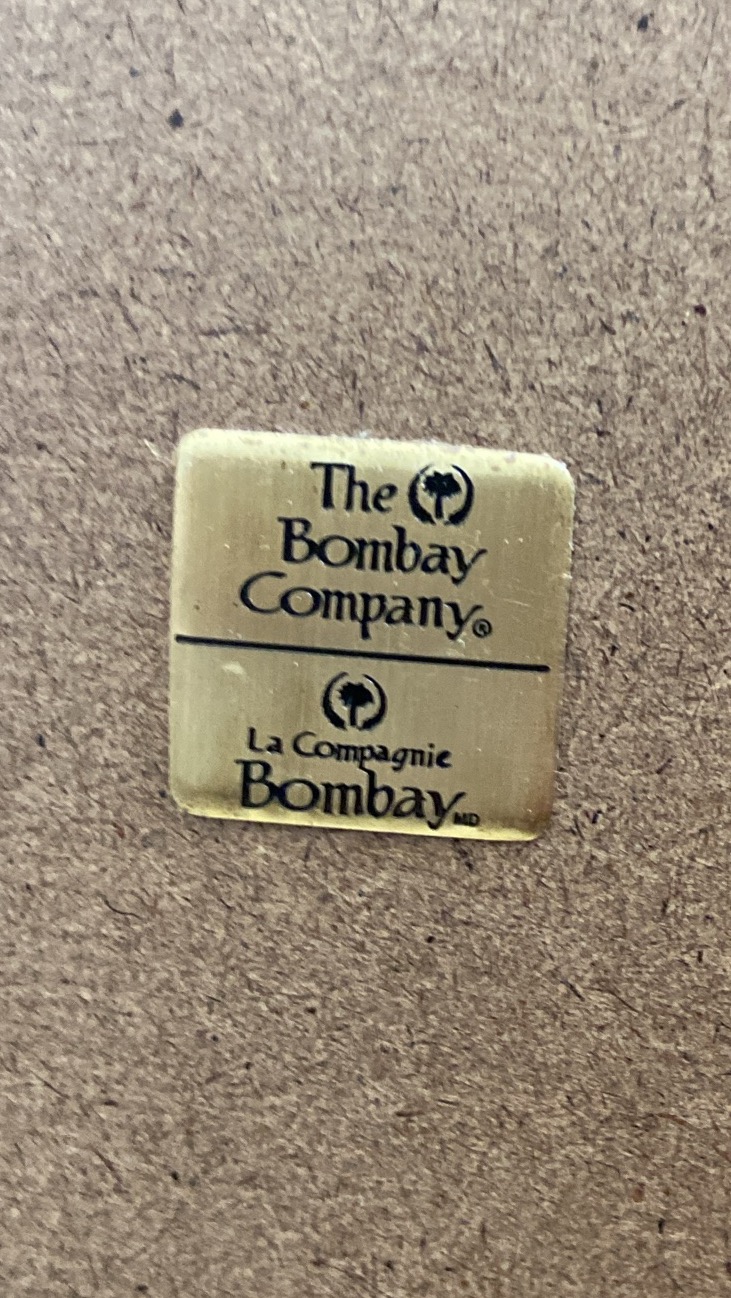 The
Bombay
Company®
La Compagnie
Bombay MD